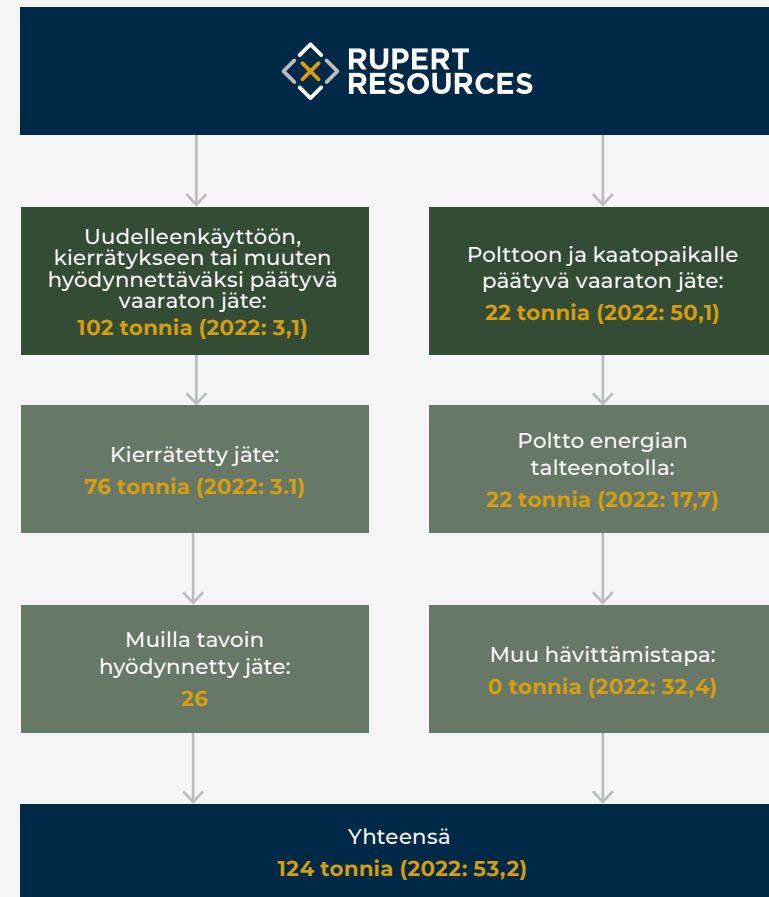 RUPERT
RESOURCES
Uudelleenkäyttöön,
kierrätykseen tai muuten
hyödynnettäväksi päätyvä
vaaraton jäte:
102 tonnia (2022: 3,1)
Polttoon ja kaatopaikalle
päätyvä vaaraton jäte:
22 tonnia (2022: 50,1)
Kierrätetty jäte:
76 tonnia (2022: 3.1)
Poltto energian
talteenotolla:
22 tonnia (2022: 17,7)
Muilla tavoin
hyödynnetty jäte:
26
Muu hävittämistapa:
0 tonnia (2022: 32,4)
Yhteensä
124 tonnia (2022: 53,2)